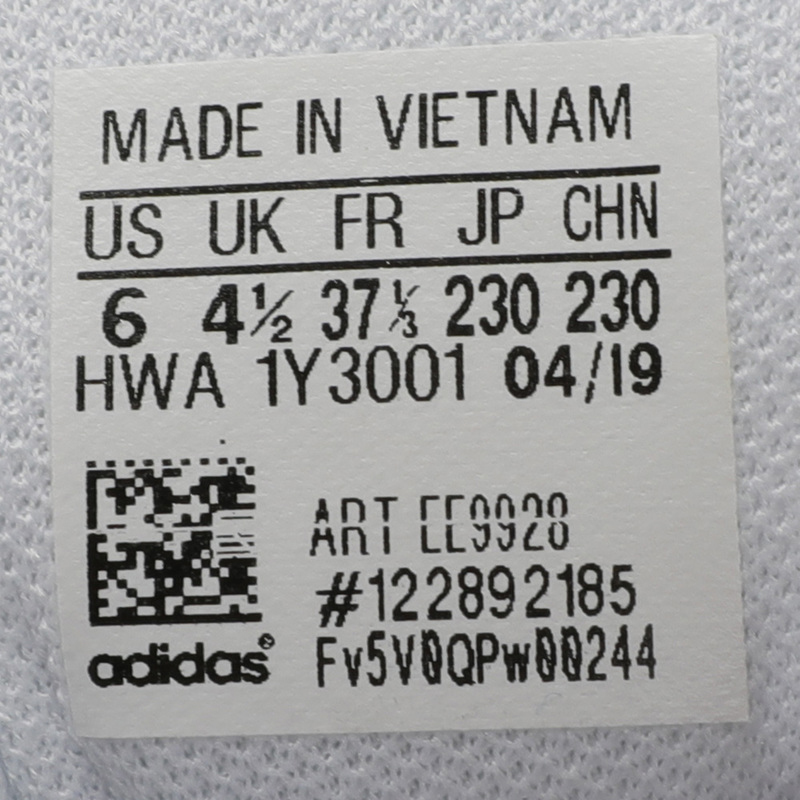 MADE IN VIETNAM
US UK FR JP CHN
6 4½ 37⅓ 230 230
HWA 1Y3001 04/19
ART EE9928
#122892185
Fv5V0QPw00244
adidas®